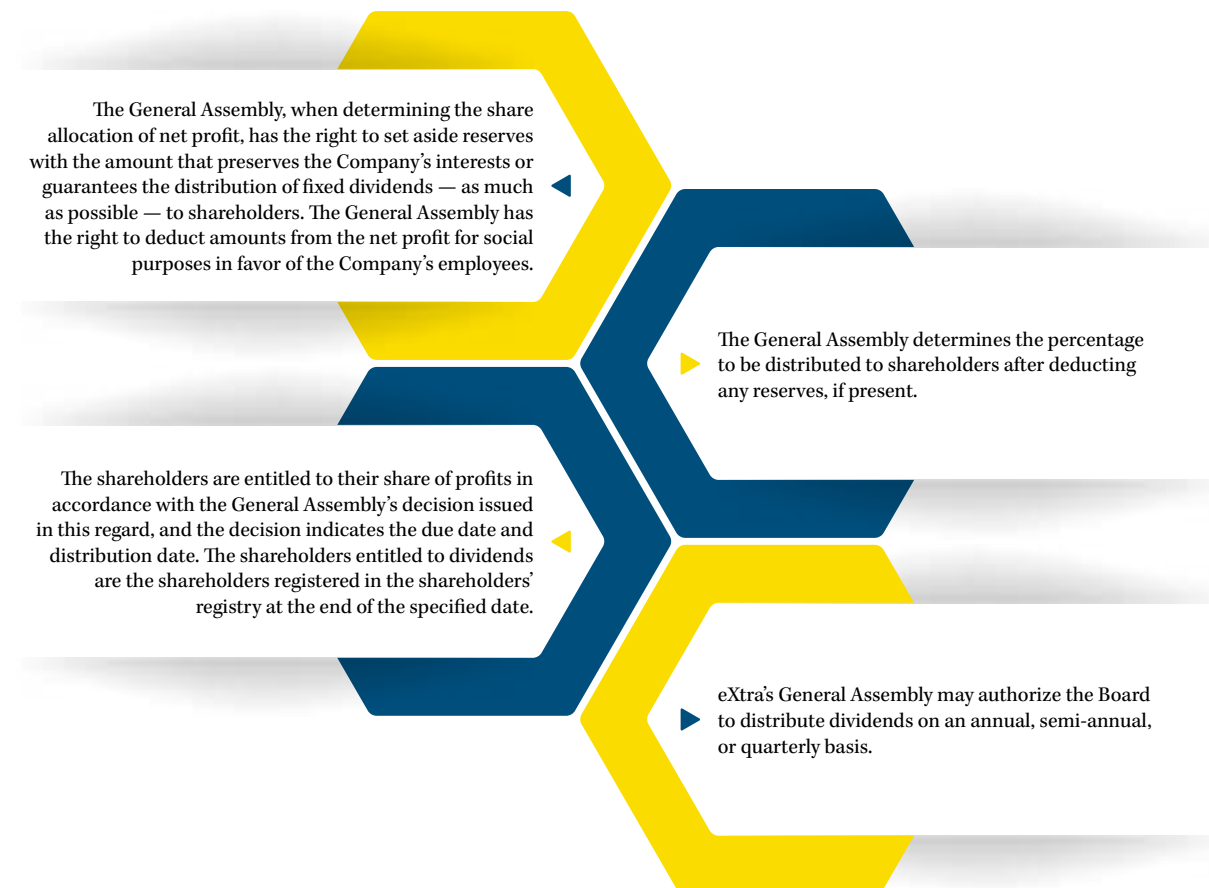 The General Assembly, when determining the share
allocation of net profit, has the right to set aside reserves
with the amount that preserves the Company’s interests or
guarantees the distribution of fixed dividends — as much
as possible — to shareholders. The General Assembly has
the right to deduct amounts from the net profit for social
purposes in favor of the Company’s employees.
The General Assembly determines the percentage
to be distributed to shareholders after deducting
any reserves, if present.
The shareholders are entitled to their share of profits in
accordance with the General Assembly’s decision issued
in this regard, and the decision indicates the due date and
distribution date. The shareholders entitled to dividends
are the shareholders registered in the shareholders’
registry at the end of the specified date.
eXtra’s General Assembly may authorize the Board
to distribute dividends on an annual, semi-annual,
or quarterly basis.